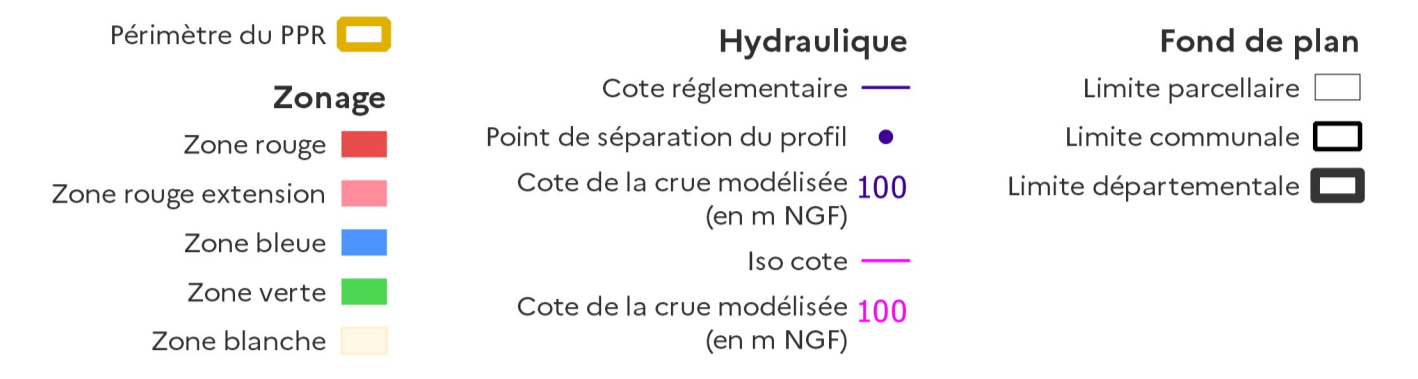 Périmètre du PPR
Zonage
Zone rouge
Zone rouge extension
Zone bleue
Zone verte
Zone blanche
Hydraulique
Cote réglementaire
Point de séparation du profil
Cote de la crue modélisée 100
(en m NGF)
Iso cote
Cote de la crue modélisée 100
(en m NGF)
Fond de plan
Limite parcellaire
Limite communale
Limite départementale